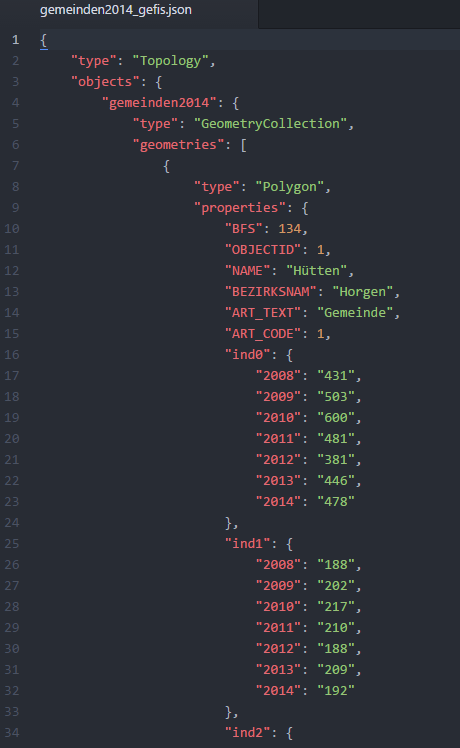 gemeinden2014_gefis.json
1 {
2 "type": "Topology",
3 "objects": {
4 "gemeinden2014": {
5 "type": "GeometryCollection",
6 "geometries": [
7 {
8 "type": "Polygon",
9 "properties": {
10 "BFS": 134,
11 "OBJECTID": 1,
12 "NAME": "Hütten",
13 "BEZIRKSNAM": "Horgen",
14 "ART_TEXT": "Gemeinde",
15 "ART_CODE": 1,
16 "ind0": {
17 "2008": "431",
18 "2009": "503",
19 "2010": "600",
20 "2011": "481",
21 "2012": "381",
22 "2013": "446",
23 "2014": "478"
24 },
25 "ind1": {
26 "2008": "188",
27 "2009": "202",
28 "2010": "217",
29 "2011": "210",
30 "2012": "188",
31 "2013": "209",
32 "2014": "192"
33 },
34 "ind2": {